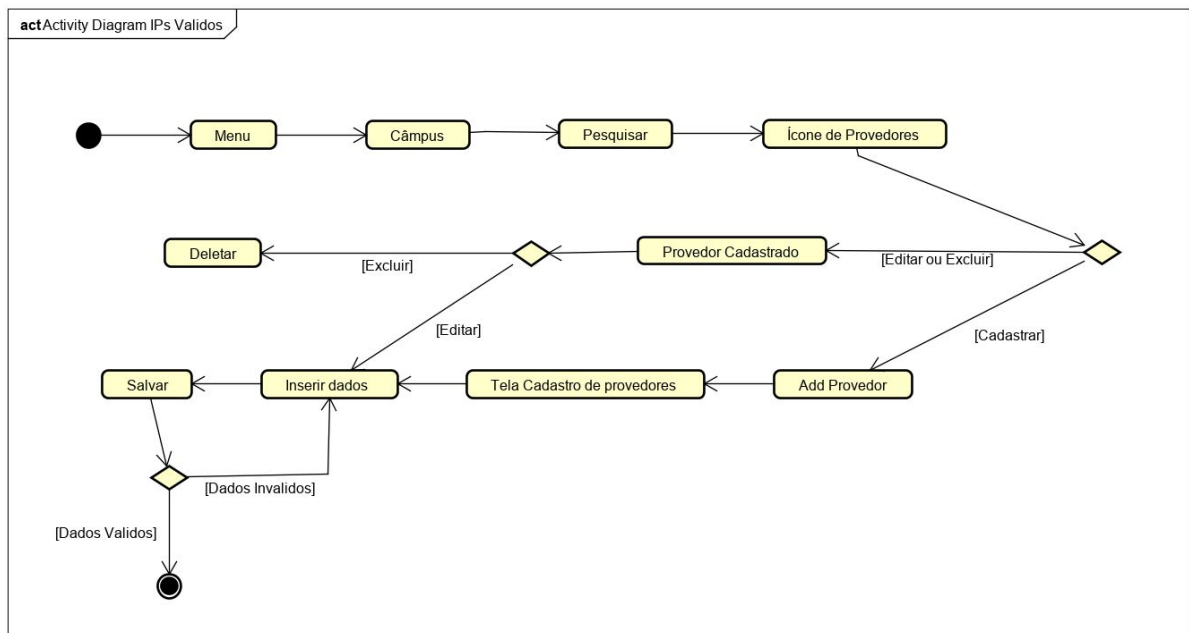 act Activity Diagram IPs Validos
Menu
Câmpus
Pesquisar
Ícone de Provedores
Deletar
[Excluir]
Provedor Cadastrado
[Editar ou Excluir]
[Editar]
[Cadastrar]
Salvar
Inserir dados
Tela Cadastro de provedores
Add Provedor
[Dados Invalidos]
[Dados Validos]